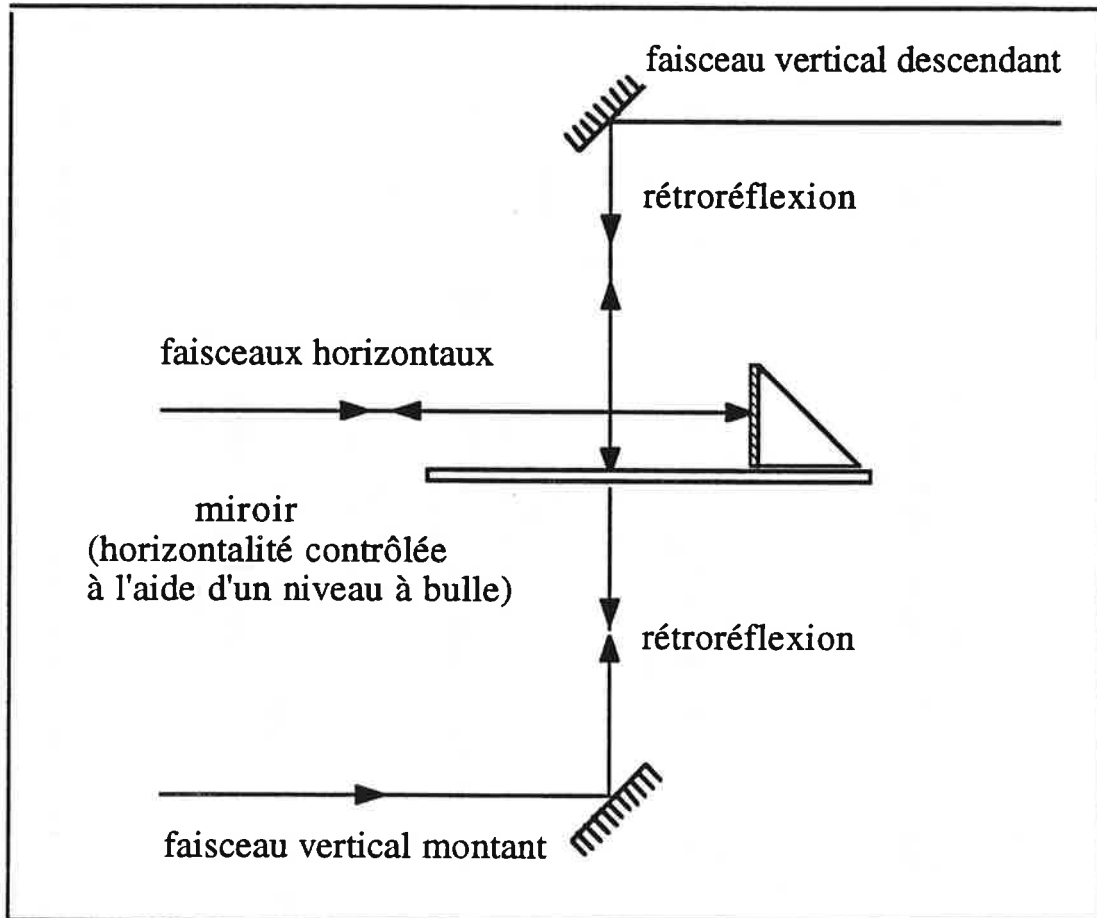 faisceau vertical descendant
rétroréflexion
faisceaux horizontaux
miroir
(horizontalité contrôlée
à l'aide d'un niveau à bulle)
rétroréflexion
faisceau vertical montant